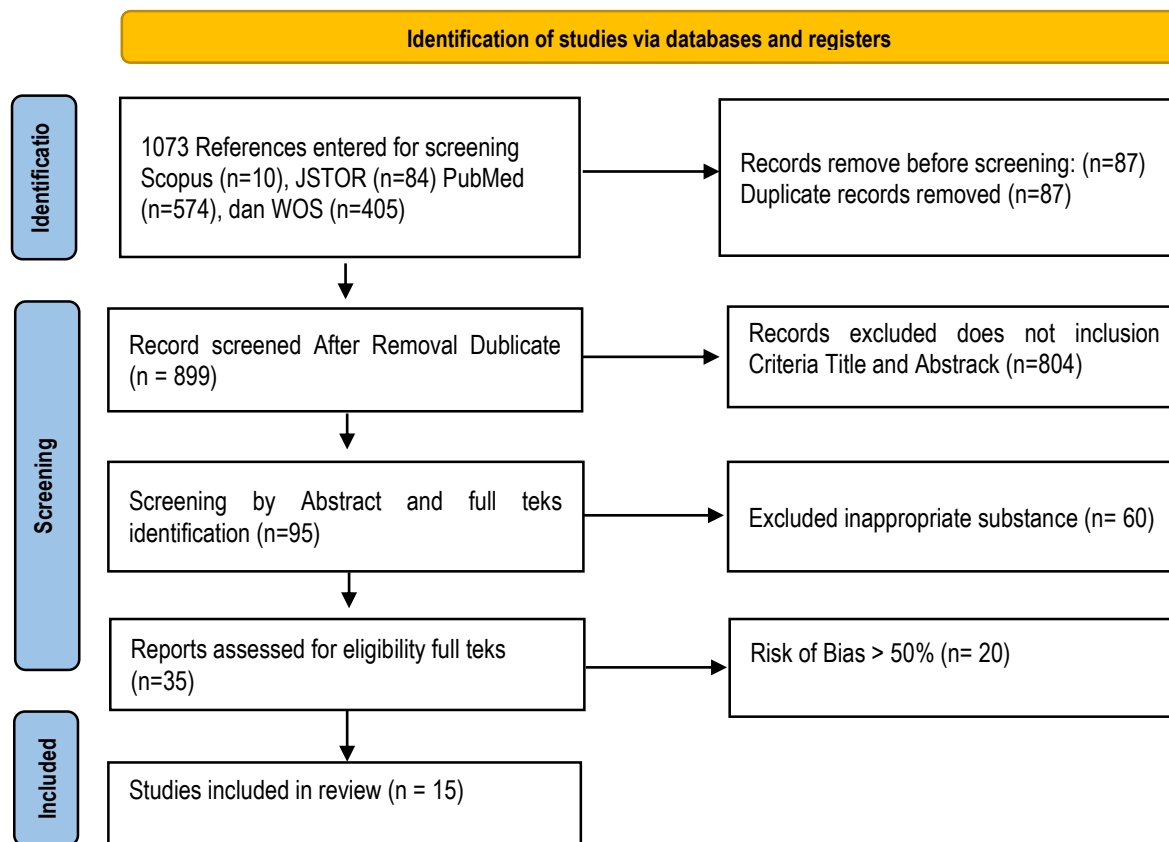 Identification of studies via databases and registers
Identificatio
1073 References entered for screening
Scopus (n=10), JSTOR (n=84) PubMed
(n=574), dan WOS (n=405)
Records remove before screening: (n=87)
Duplicate records removed (n=87)
Screening
Record screened After Removal Dublicate
(n = 899)
Records excluded does not inclusion
Criteria Title and Abstrack (n=804)
Screening by Abstract and full teks
identification (n=95)
Excluded inappropriate substance (n= 60)
Reports assessed for eligibility full teks
(n=35)
Risk of Bias > 50% (n= 20)
Included
Studies included in review (n = 15)